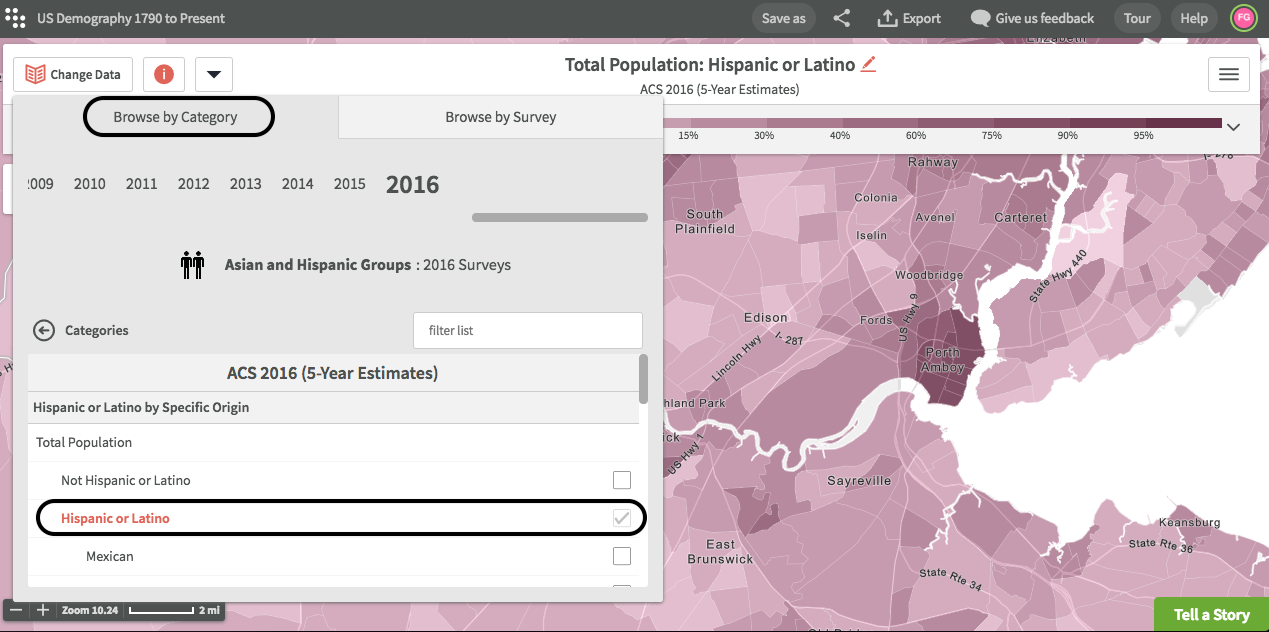 US Demography 1790 to Present
Save as
Export
Give us feedback
Tour
Help
FG
Elizabeth
Change Data
i
Total Population: Hispanic or Latino
ACS 2016 (5-Year Estimates)
Browse by Category
Browse by Survey
15% 30% 40% 60% 75% 90% 95%
2009 2010 2011 2012 2013 2014 2015 2016
Asian and Hispanic Groups : 2016 Surveys
Categories
filter list
ACS 2016 (5-Year Estimates)
Hispanic or Latino by Specific Origin
Total Population
Not Hispanic or Latino
Hispanic or Latino
Mexican
Zoom 10.24
2 mi
I- 278
Rahway
Colonia
South
Plainfield
Avenel
Carteret
Iselin
Woodbridge
State Hwy 440
US Hwy 9
Edison
Fords
I- 287
Lincoln Hwy
Perth
Amboy
hland Park
ick
US Hwy 1
Sayreville
Keansburg
State Rte 36
East
Brunswick
State Rte 34
Tell a Story